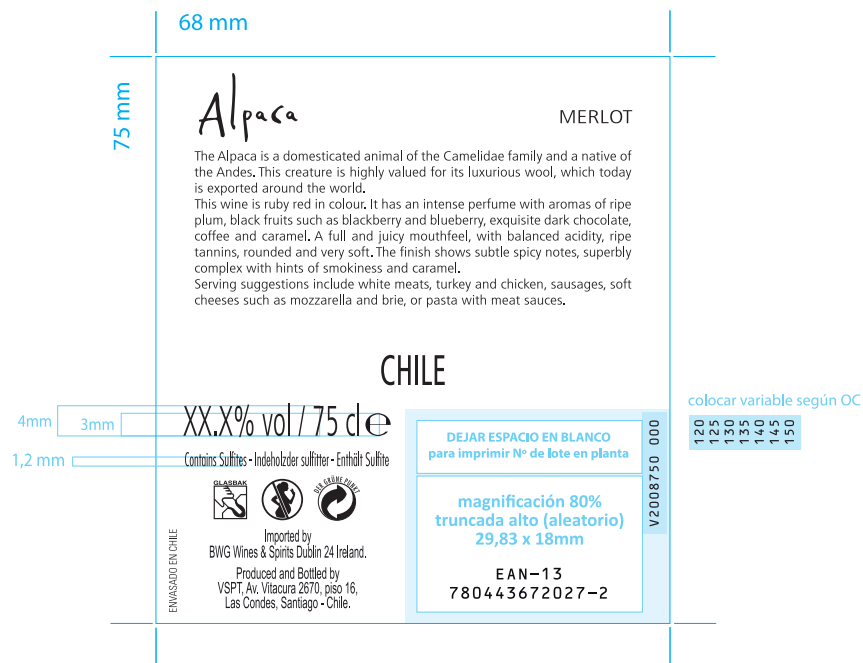 68 mm
75 mm
Alpaca
MERLOT
The Alpaca is a domesticated animal of the Camelidae family and a native of
the Andes. This creature is highly valued for its luxurious wool, which today
is exported around the world.
This wine is ruby red in colour. It has an intense perfume with aromas of ripe
plum, black fruits such as blackberry and blueberry, exquisite dark chocolate,
coffee and caramel. A full and juicy mouthfeel, with balanced acidity, ripe
tannins, rounded and very soft. The finish shows subtle spicy notes, superbly
complex with hints of smokiness and caramel.
Serving suggestions include white meats, turkey and chicken, sausages, soft
cheeses such as mozzarella and brie, or pasta with meat sauces.
CHILE
4mm
3mm
XX.X% vol / 75 cl e
1,2 mm
Contains Sulfites - Indeholzder sulfitter - Enthält Sulfite
GLASBAK
DER GRÜNE PUNKT
ENVASADO EN CHILE
Imported by
BWG Wines & Spirits Dublin 24 Ireland.
Produced and Bottled by
VSPT, Av. Vitacura 2670, piso 16,
Las Condes, Santiago - Chile.
DEJAR ESPACIO EN BLANCO
para imprimir Nº de lote en planta
magnificación 80%
truncada alto (aleatorio)
29,83 x 18mm
EAN-13
780443672027-2
V2008750 000
colocar variable según OC
120
125
130
135
140
145
150